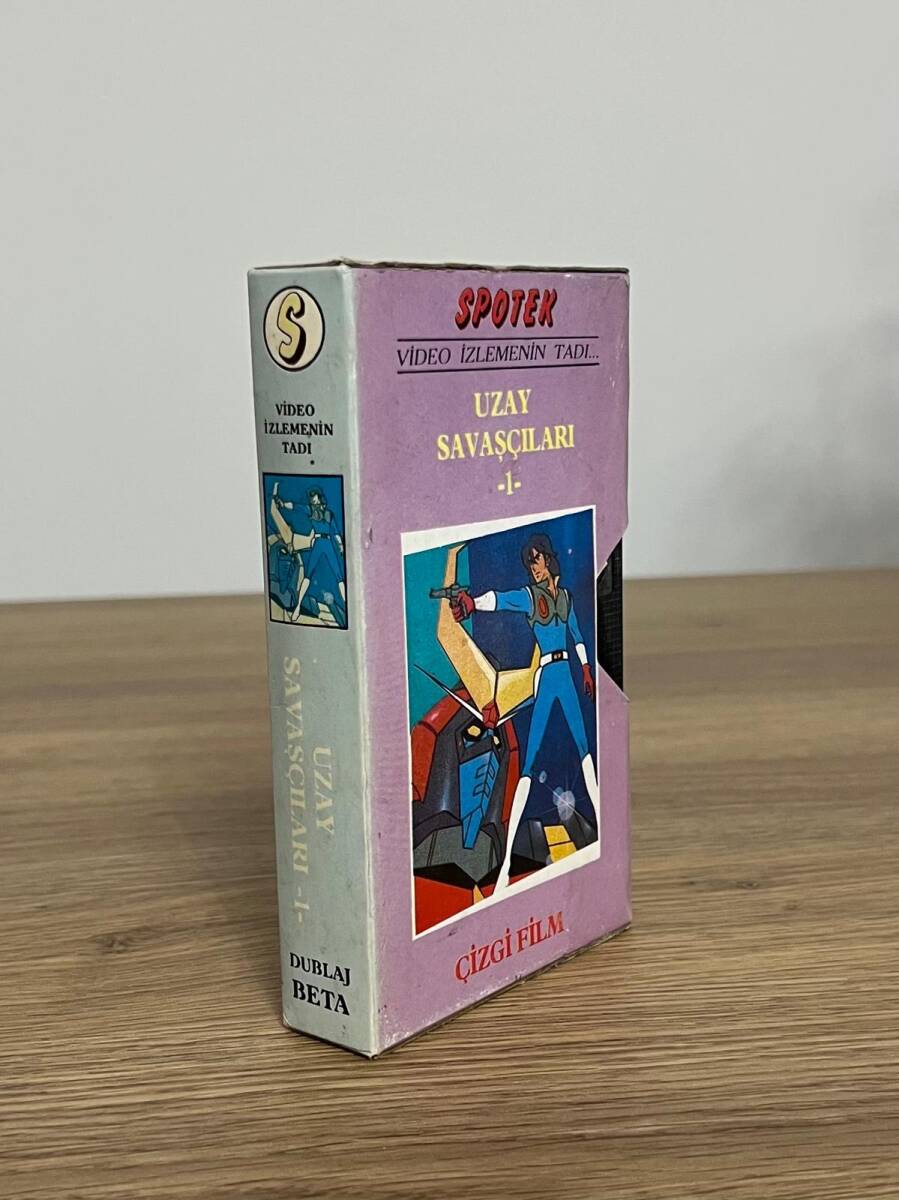 S
VİDEO
İZLEMENİN
TADI
UZAY
SAVAŞÇILARI -1-
DUBLAJ
BETA
SPOTEK
VİDEO İZLEMENİN TADI...
UZAY
SAVAŞÇILARI
-1-
ÇİZGİ FİLM